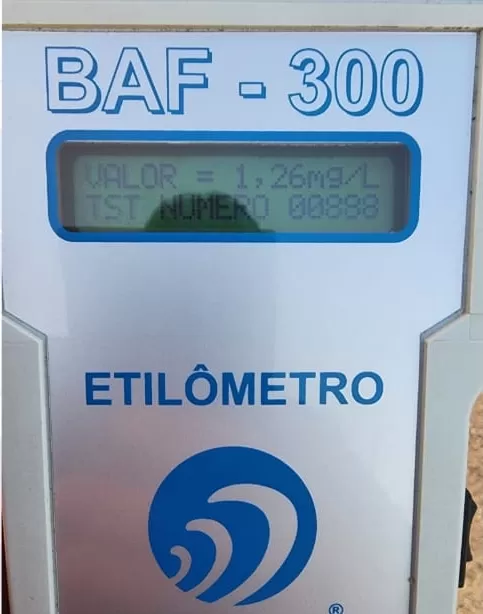 BAF - 300
VALOR = 1,26mg/L
TST NUMERO 00888
ETILÔMETRO
®